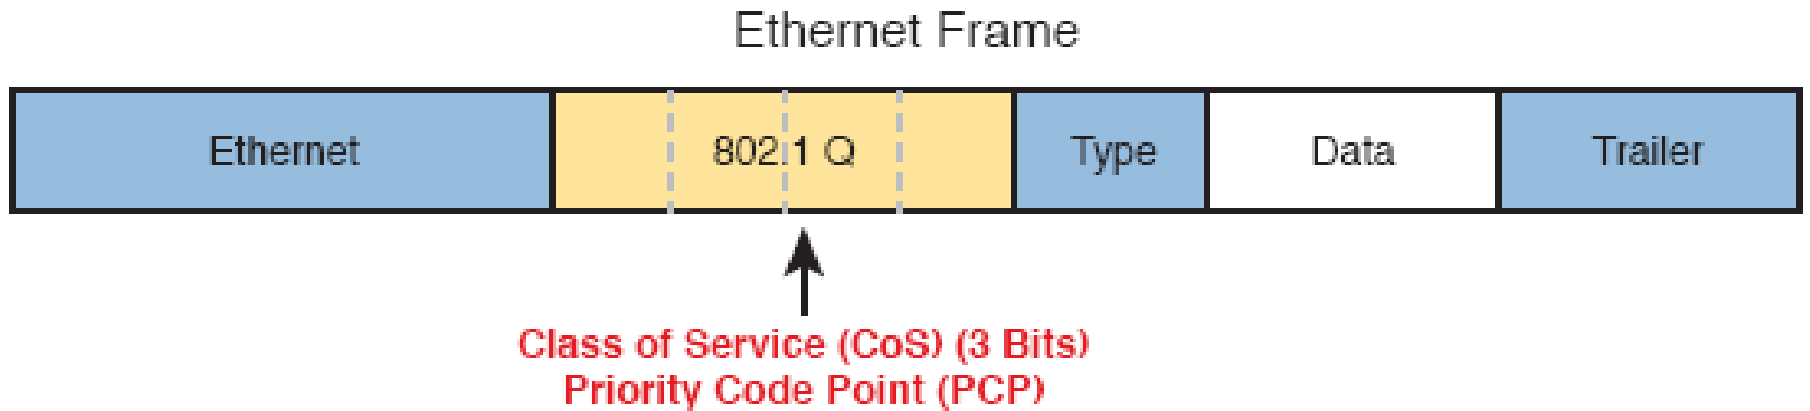 Ethernet Frame
Ethernet 802.1 Q Type Data Trailer
Class of Service (CoS) (3 Bits)
Priority Code Point (PCP)